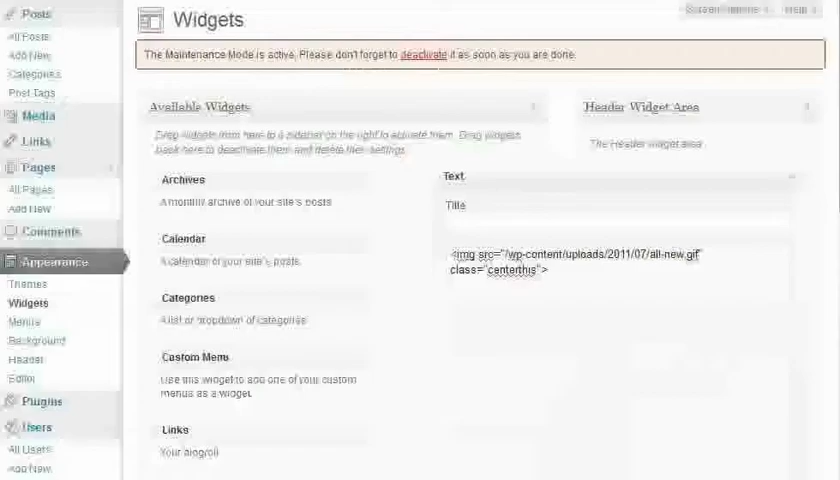 Posts
All Posts
Add New
Categories
Post Tags
Media
Links
Pages
All Pages
Add New
Comments
Appearance
Themes
Widgets
Menus
Background
Header
Editor
Plugins
Users
All Users
Add New
Widgets
Screen Options
Help
The Maintenance Mode is active. Please don't forget to deactivate it as soon as you are done.
Available Widgets
Drag widgets from here to a sidebar on the right to activate them. Drag widgets
back here to deactivate them and delete their settings.
Archives
A monthly archive of your site's posts
Calendar
A calendar of your site's posts
Categories
A list or dropdown of categories
Custom Menu
Use this widget to add one of your custom
menus as a widget.
Links
Your blogroll
Header Widget Area
The Header widget area
Text
Title
<img src="/wp-content/uploads/2011/07/all-new.gif"
class="centerthis">